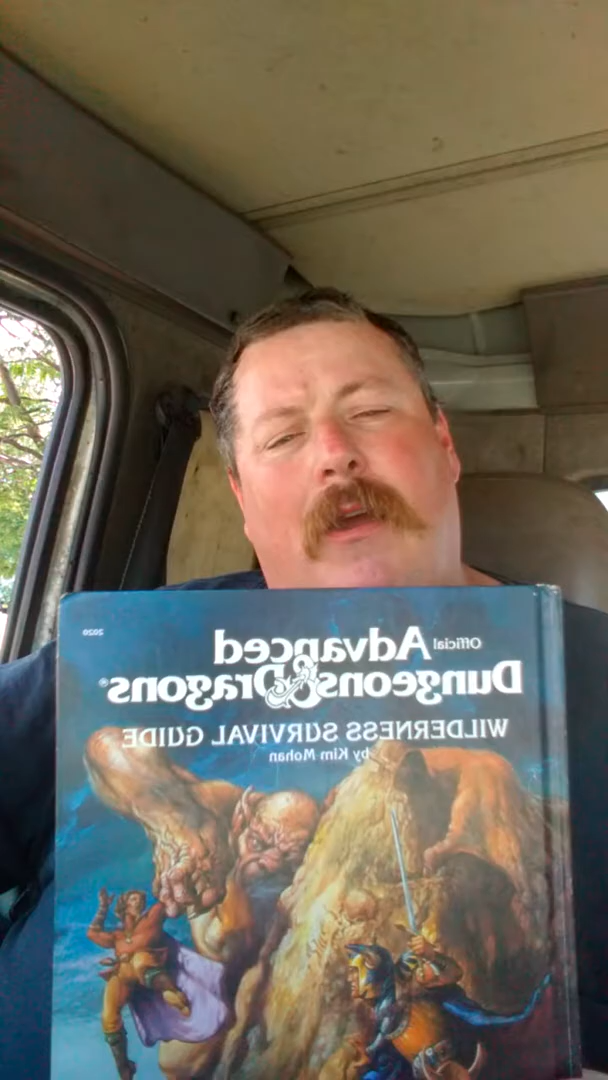 2020
Official Advanced
Dungeons & Dragons®
WILDERNESS SURVIVAL GUIDE
by Kim Mohan